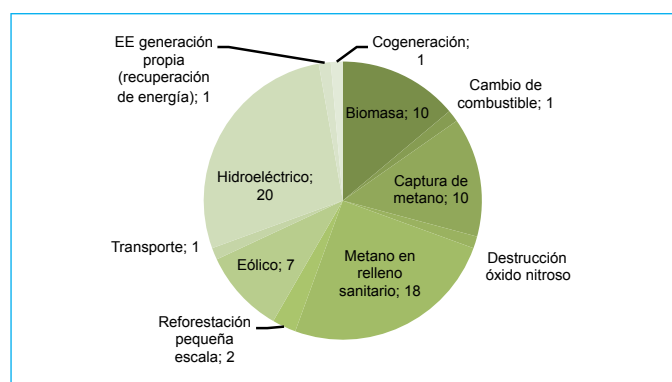 EE generación
propia
(recuperación
de energía); 1
Cogeneración;
1
Cambio de
combustible; 1
Biomasa; 10
Captura de
metano; 10
Destrucción
óxido nitroso
Metano en
relleno
sanitario; 18
Reforestación
pequeña
escala; 2
Eólico; 7
Transporte; 1
Hidroeléctrico;
20